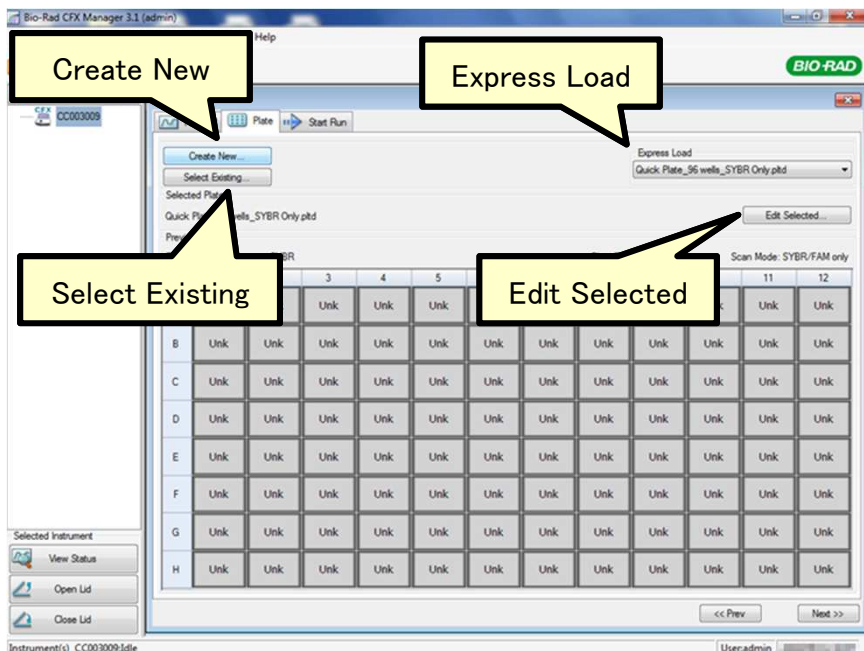 Bio-Rad CFX Manager 3.1 (admin)
Help
Create New
Express Load
BIO-RAD
CC003009
Plate
Start Run
Create New...
Express Load
Quick Plate_96 wells_SYBR Only.pltd
Select Existing...
Selected Plate
Quick Pl wells_SYBR Only.pltd
Edit Selected...
Scan Mode: SYBR/FAM only
Select Existing
Edit Selected
3 4 5 11 12
Unk Unk Unk Unk Unk
B Unk Unk Unk Unk Unk Unk Unk Unk Unk Unk Unk Unk
C Unk Unk Unk Unk Unk Unk Unk Unk Unk Unk Unk Unk
D Unk Unk Unk Unk Unk Unk Unk Unk Unk Unk Unk Unk
E Unk Unk Unk Unk Unk Unk Unk Unk Unk Unk Unk Unk
F Unk Unk Unk Unk Unk Unk Unk Unk Unk Unk Unk Unk
G Unk Unk Unk Unk Unk Unk Unk Unk Unk Unk Unk Unk
H Unk Unk Unk Unk Unk Unk Unk Unk Unk Unk Unk Unk
Selected Instrument
View Status
Open Lid
Close Lid
<< Prev
Next >>
Instrument(s) CC003009:Idle
User:admin